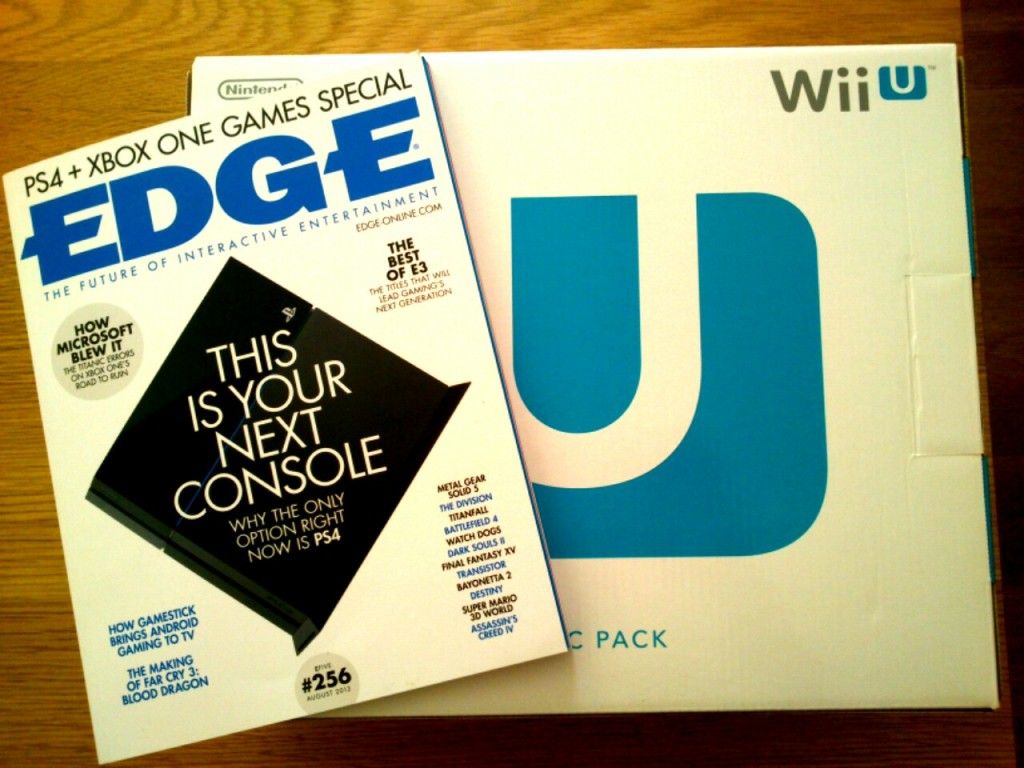 Nintend
Wii U™
PS4 + XBOX ONE GAMES SPECIAL
EDGE
THE FUTURE OF INTERACTIVE ENTERTAINMENT
EDGE-ONLINE.COM
THE
BEST
OF E3
THE TITLES THAT WILL
LEAD GAMING'S
NEXT GENERATION
HOW
MICROSOFT
BLEW IT
THE TITANIC ERRORS
ON XBOX ONE'S
ROAD TO RUIN
THIS
IS YOUR
NEXT
CONSOLE
WHY THE ONLY
OPTION RIGHT
NOW IS PS4
METAL GEAR
SOLID 5
THE DIVISION
TITANFALL
BATTLEFIELD 4
WATCH DOGS
DARK SOULS II
FINAL FANTASY XV
TRANSISTOR
BAYONETTA 2
DESTINY
SUPER MARIO
3D WORLD
ASSASSIN'S
CREED IV
HOW GAMESTICK
BRINGS ANDROID
GAMING TO TV
THE MAKING
OF FAR CRY 3:
BLOOD DRAGON
#256
AUGUST 2013
U
C PACK